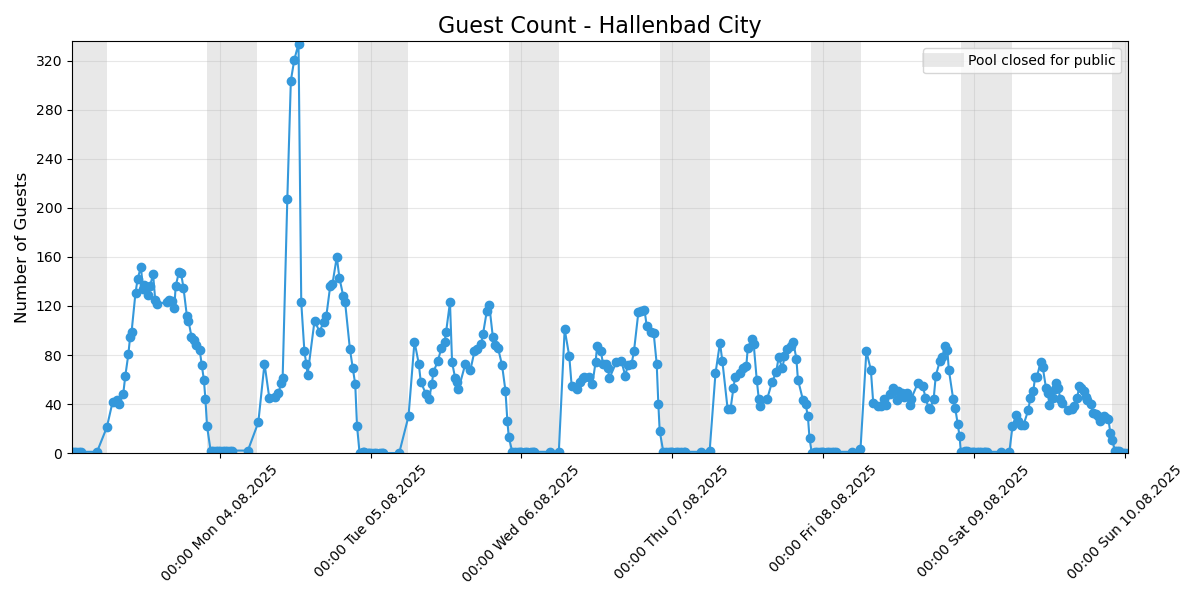 Guest Count - Hallenbad City
Pool closed for public
Number of Guests
320
280
240
200
160
120
80
40
0
00:00 Mon 04.08.2025
00:00 Tue 05.08.2025
00:00 Wed 06.08.2025
00:00 Thu 07.08.2025
00:00 Fri 08.08.2025
00:00 Sat 09.08.2025
00:00 Sun 10.08.2025